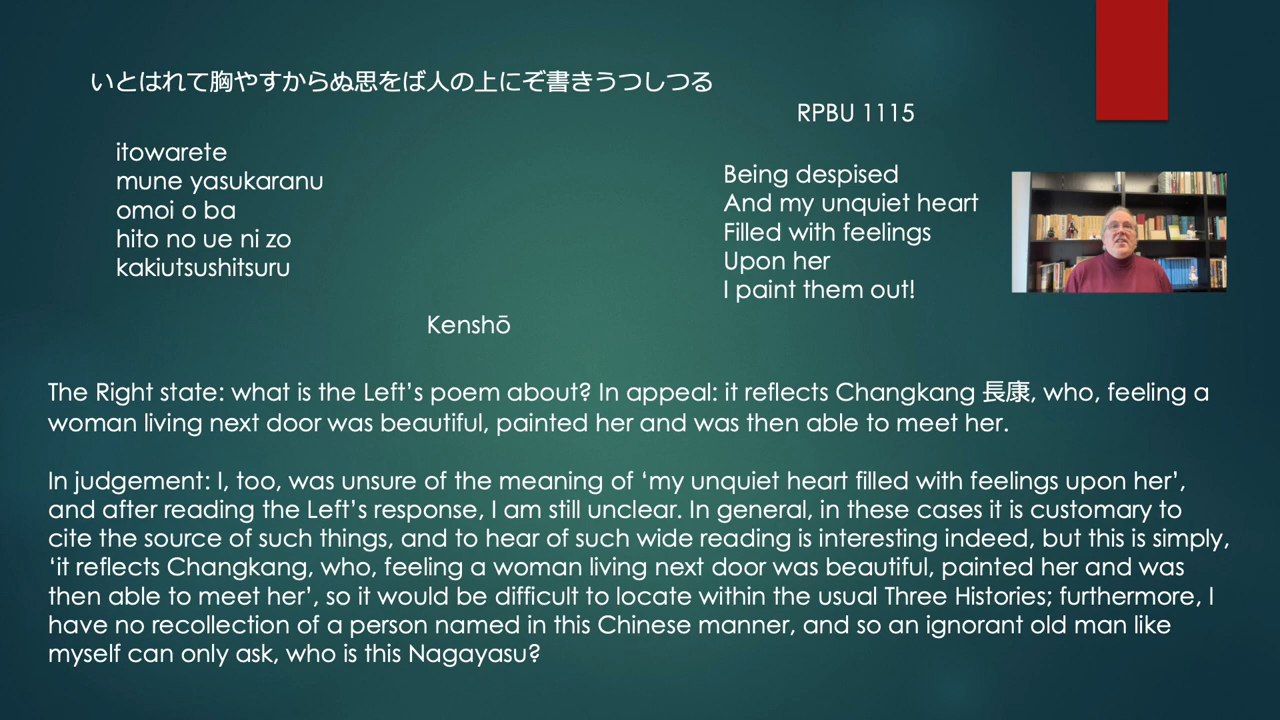 いとはれて胸やすからぬ思をば人の上にぞ書きうつしつる
RPBU 1115
itowarete
mune yasukaranu
omoi o ba
hito no ue ni zo
kakiutsushitsuru
Being despised
And my unquiet heart
Filled with feelings
Upon her
I paint them out!
Kenshō
The Right state: what is the Left’s poem about? In appeal: it reflects Changkang 長康, who, feeling a
woman living next door was beautiful, painted her and was then able to meet her.
In judgement: I, too, was unsure of the meaning of ‘my unquiet heart filled with feelings upon her’,
and after reading the Left’s response, I am still unclear. In general, in these cases it is customary to
cite the source of such things, and to hear of such wide reading is interesting indeed, but this is simply,
‘it reflects Changkang, who, feeling a woman living next door was beautiful, painted her and was
then able to meet her’, so it would be difficult to locate within the usual Three Histories; furthermore, I
have no recollection of a person named in this Chinese manner, and so an ignorant old man like
myself can only ask, who is this Nagayasu?